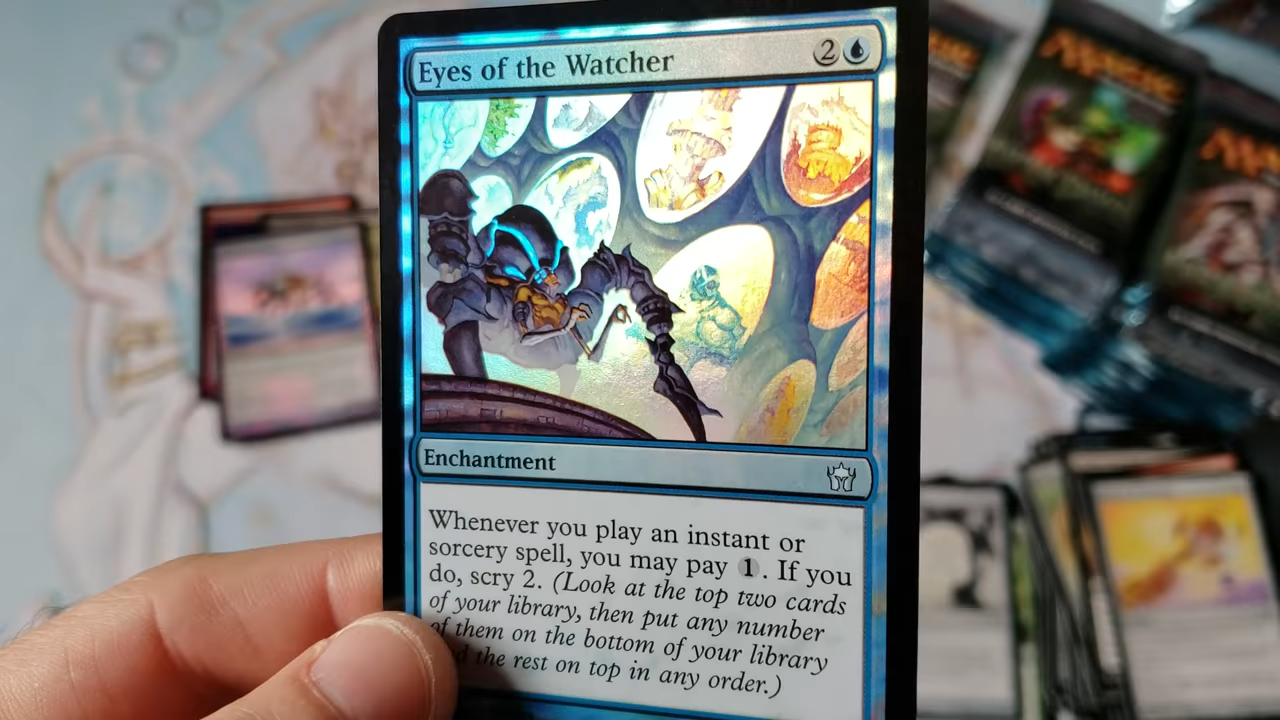 Eyes of the Watcher
2
Enchantment
Whenever you play an instant or
sorcery spell, you may pay 1. If you
do, scry 2. (Look at the top two cards
of your library, then put any number
of them on the bottom of your library
the rest on top in any order.)
MAGIC